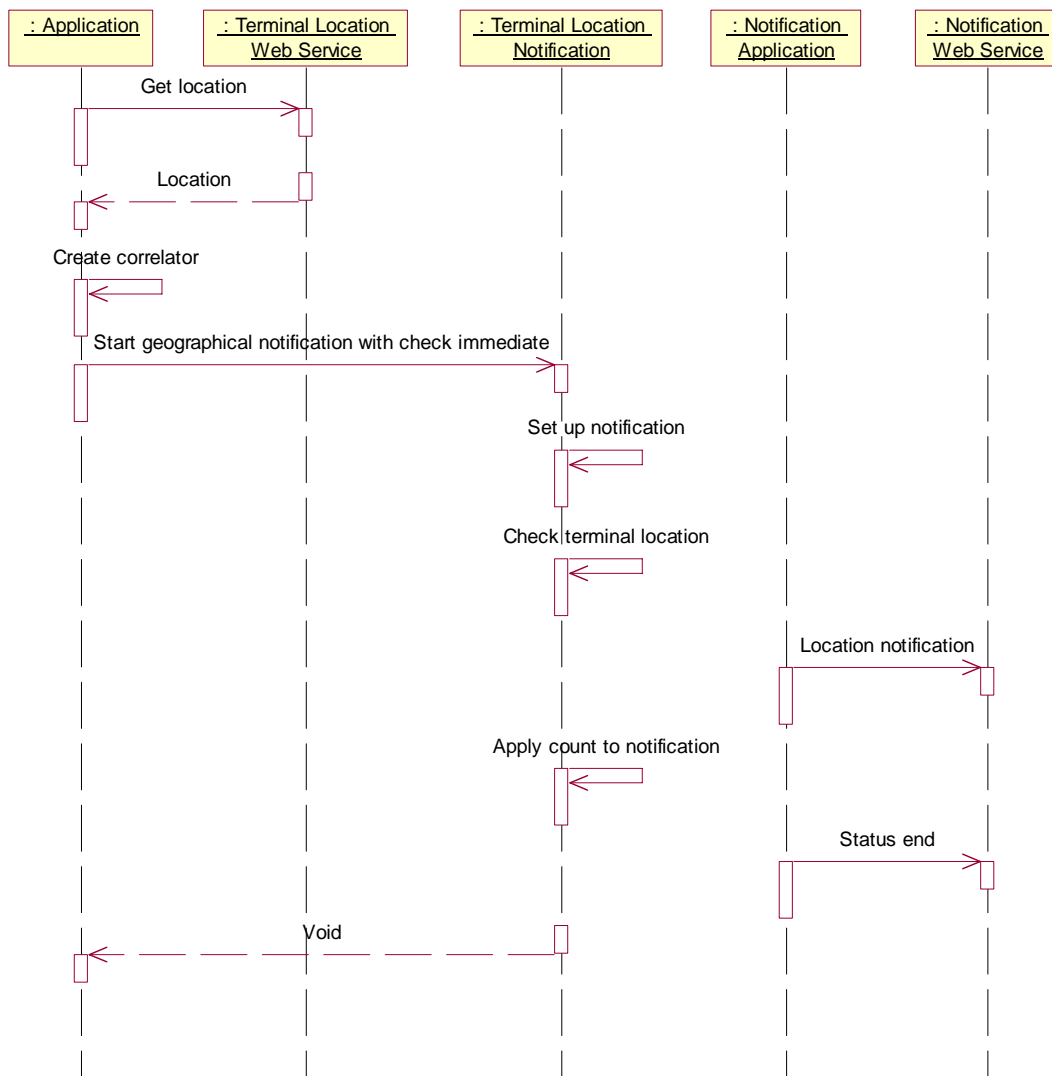 : Application
: Terminal Location
Web Service
: Terminal Location
Notification
: Notification
Application
: Notification
Web Service
Get location
Location
Create correlator
Start geographical notification with check immediate
Set up notification
Check terminal location
Location notification
Apply count to notification
Status end
Void